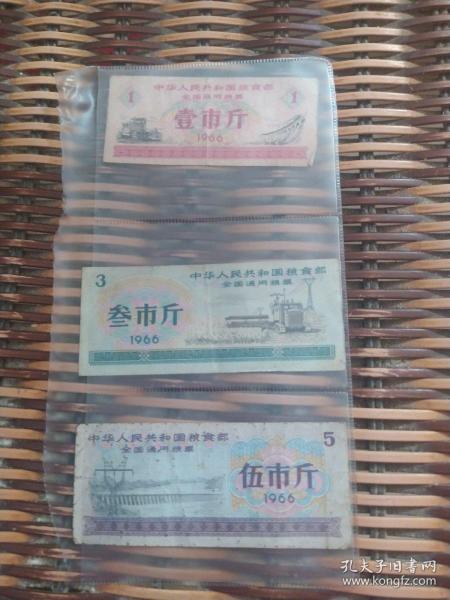 中华人民共和国粮食部
全国通用粮票
1
1
壹市斤
1966
3
中华人民共和国粮食部
全国通用粮票
叁市斤
1966
中华人民共和国粮食部
5
全国通用粮票
伍市斤
1966
孔夫子旧书网
www.kongfz.com